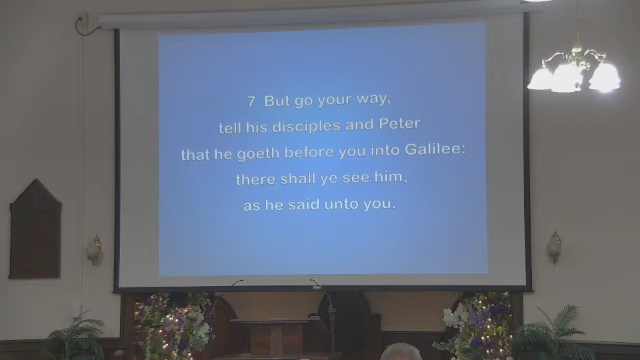 7 But go your way,
tell his disciples and Peter
that he goeth before you into Galilee:
there shall ye see him,
as he said unto you.